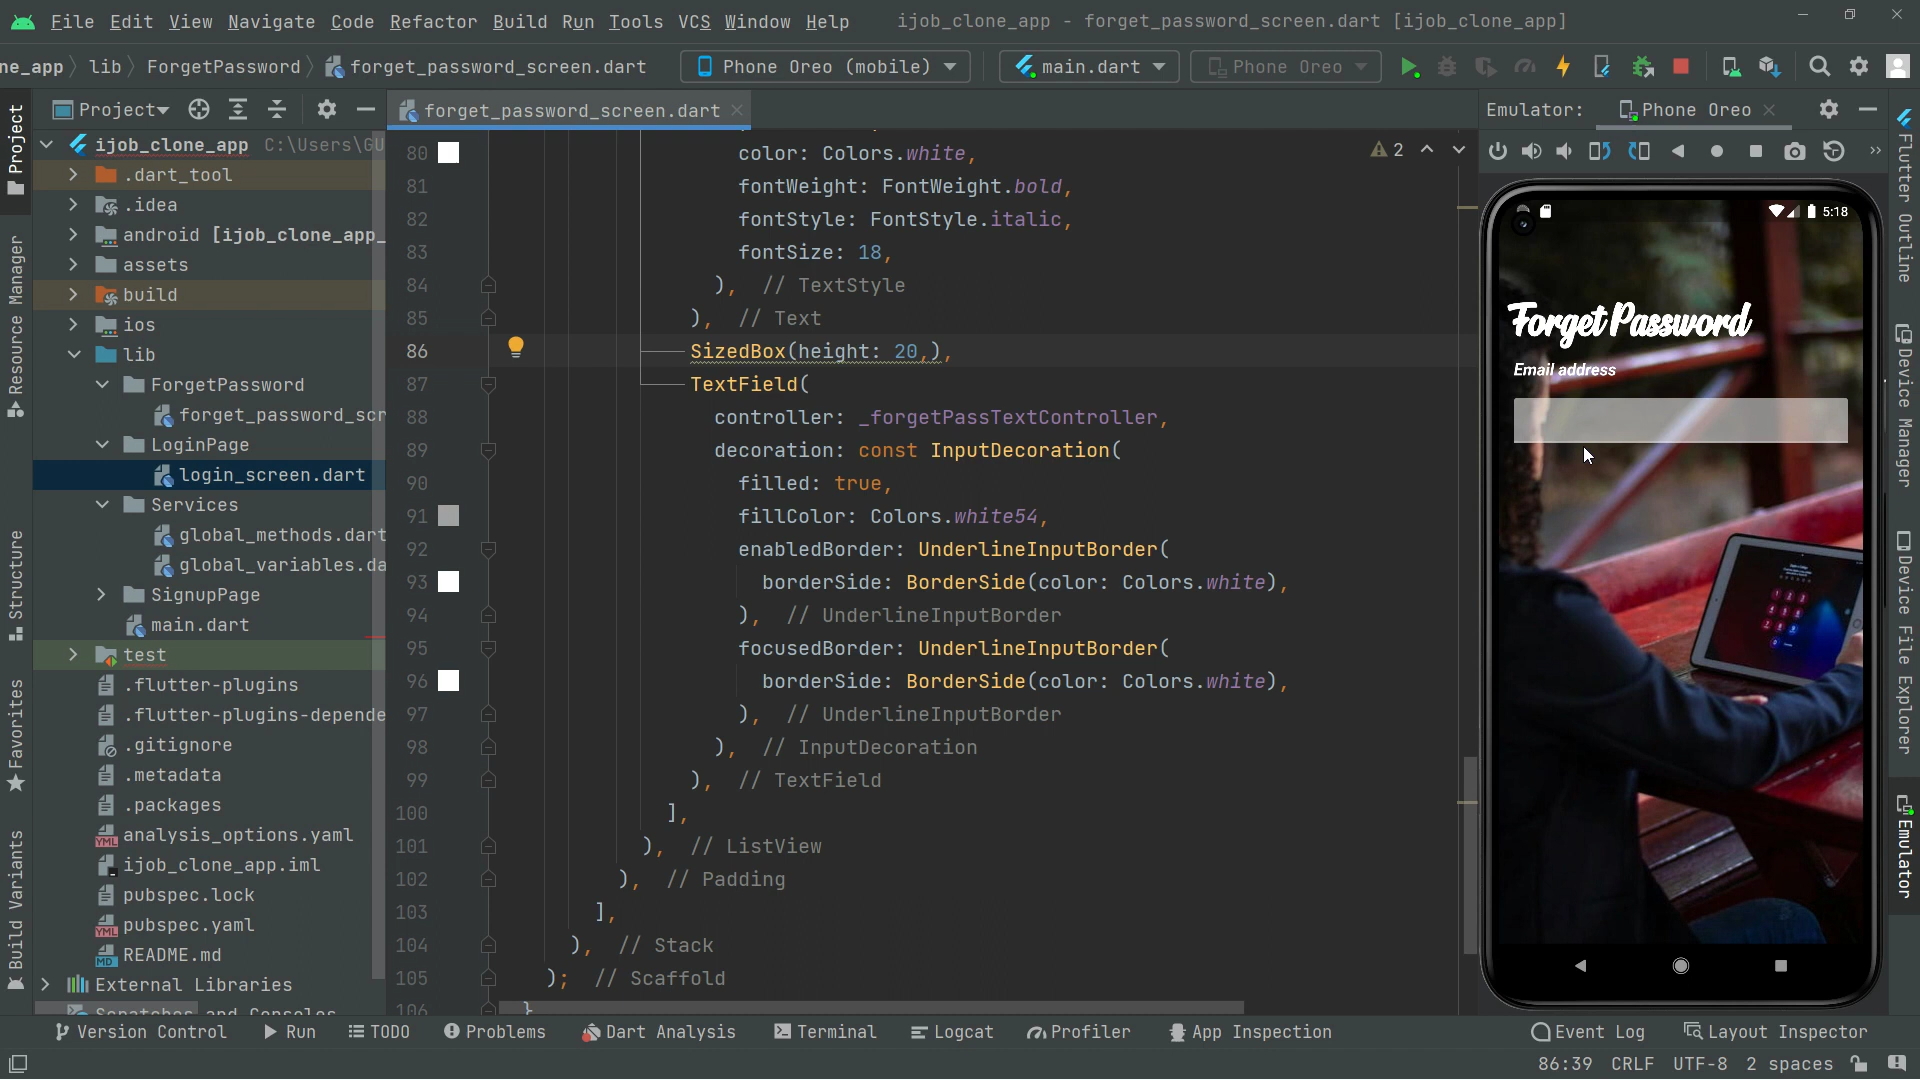 File Edit View Navigate Code Refactor Build Run Tools VCS Window Help ijob_clone_app - forget_password_screen.dart [ijob_clone_app]
ne_app lib ForgetPassword forget_password_screen.dart Phone Oreo (mobile) main.dart Phone Oreo
Project
forget_password_screen.dart
Emulator: Phone Oreo
Project
Resource Manager
Structure
Favorites
Build Variants
ijob_clone_app C:\Users\GU
.dart_tool
.idea
android [ijob_clone_app_
assets
build
ios
lib
ForgetPassword
forget_password_scr
LoginPage
login_screen.dart
Services
global_methods.dart
global_variables.da
SignupPage
main.dart
test
.flutter-plugins
.flutter-plugins-depende
.gitignore
.metadata
.packages
analysis_options.yaml
ijob_clone_app.iml
pubspec.lock
pubspec.yaml
README.md
External Libraries
Scratches and Consoles
2
80 color: Colors.white,
81 fontWeight: FontWeight.bold,
82 fontStyle: FontStyle.italic,
83 fontSize: 18,
84 ), // TextStyle
85 ), // Text
86 SizedBox(height: 20,),
87 TextField(
88 controller: _forgetPassTextController,
89 decoration: const InputDecoration(
90 filled: true,
91 fillColor: Colors.white54,
92 enabledBorder: UnderlineInputBorder(
93 borderSide: BorderSide(color: Colors.white),
94 ), // UnderlineInputBorder
95 focusedBorder: UnderlineInputBorder(
96 borderSide: BorderSide(color: Colors.white),
97 ), // UnderlineInputBorder
98 ), // InputDecoration
99 ), // TextField
100 ],
101 ), // ListView
102 ), // Padding
103 ],
104 ), // Stack
105 ); // Scaffold
106 }
5:18
Forget Password
Email address
Flutter Outline
Device Manager
Device File Explorer
Emulator
Version Control Run TODO Problems Dart Analysis Terminal Logcat Profiler App Inspection Event Log Layout Inspector
86:39 CRLF UTF-8 2 spaces